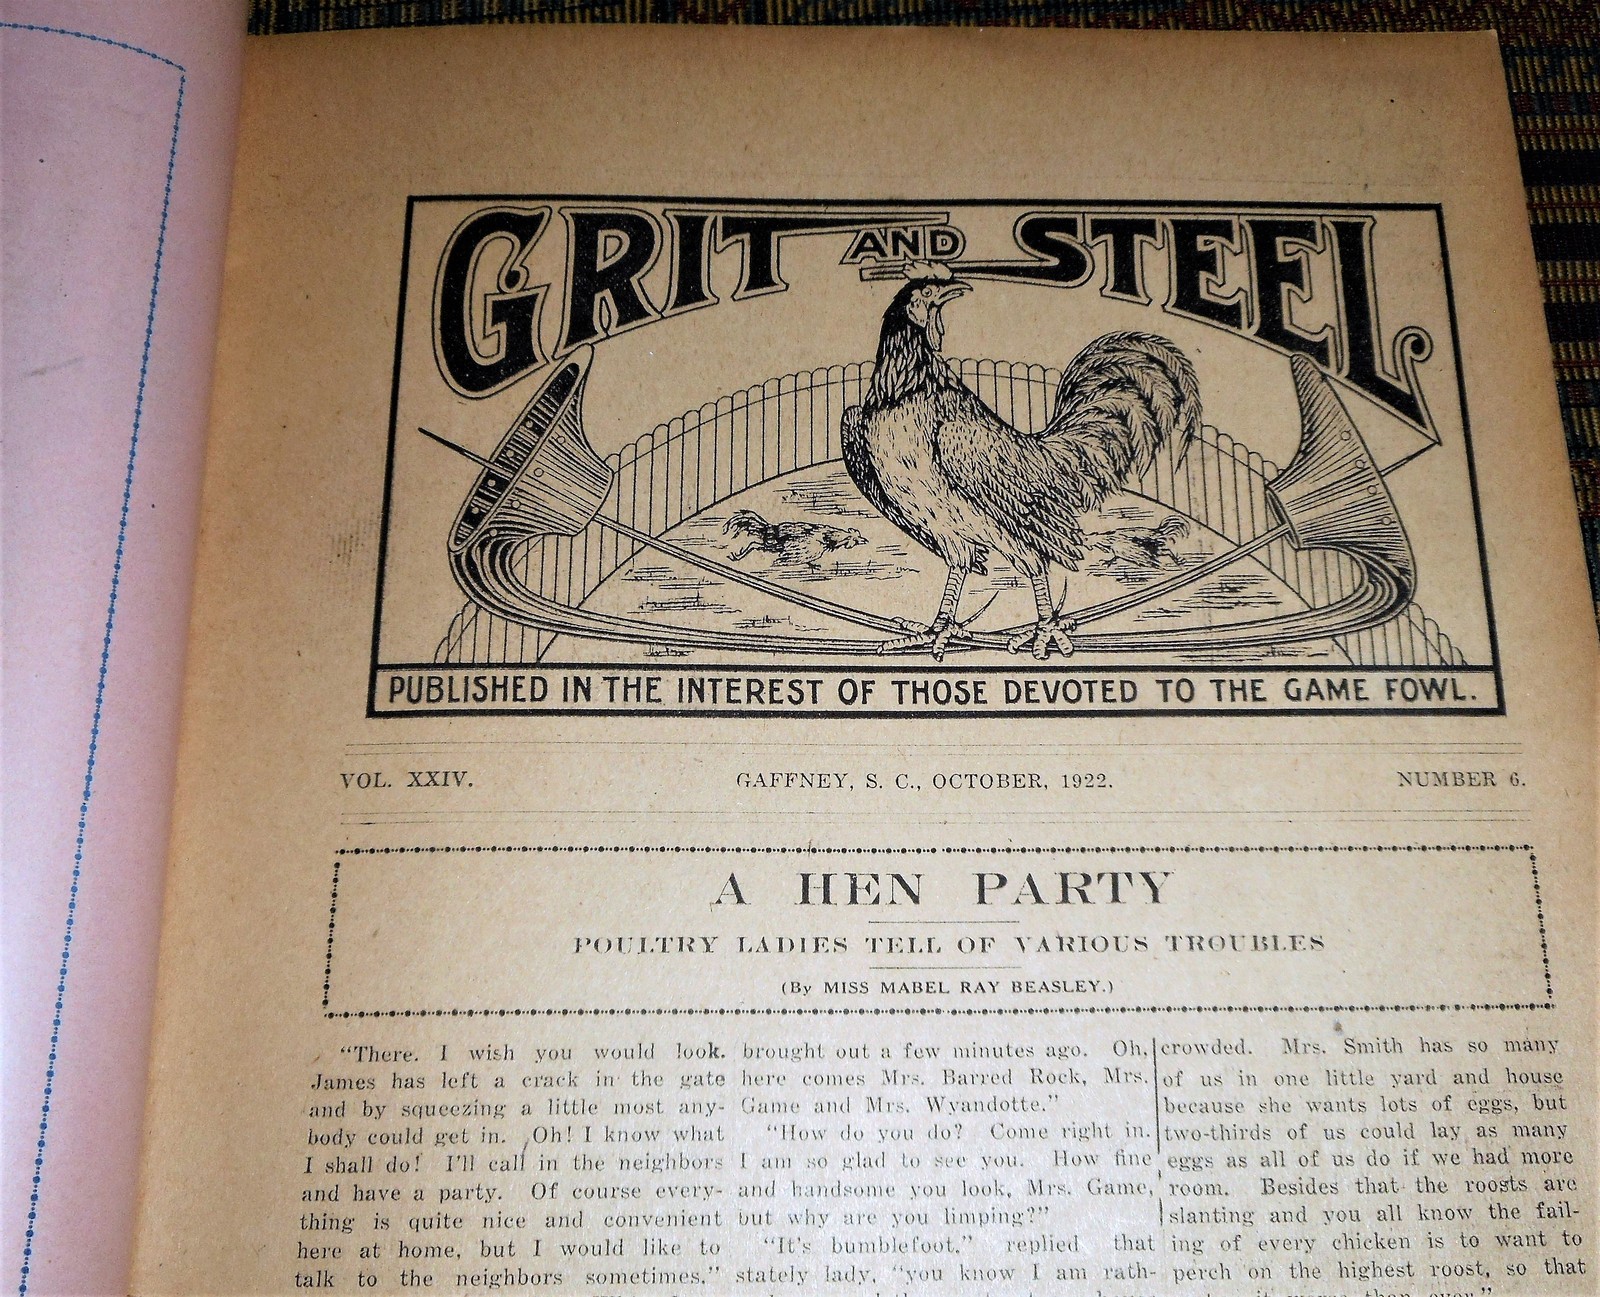 GRIT AND STEEL
PUBLISHED IN THE INTEREST OF THOSE DEVOTED TO THE GAME FOWL.
VOL. XXIV. GAFFNEY, S. C., OCTOBER, 1922. NUMBER 6.
A HEN PARTY
POULTRY LADIES TELL OF VARIOUS TROUBLES
(By MISS MABEL RAY BEASLEY.)
"There. I wish you would look.
James has left a crack in the gate
and by squeezing a little most any-
body could get in. Oh! I know what
I shall do! I'll call in the neighbors
and have a party. Of course every-
thing is quite nice and convenient
here at home, but I would like to
talk to the neighbors sometimes."
brought out a few minutes ago. Oh,
here comes Mrs. Barred Rock, Mrs.
Game and Mrs. Wyandotte."
"How do you do? Come right in.
I am so glad to see you. How fine
and handsome you look, Mrs. Game,
but why are you limping?"
"It's bumblefoot," replied that
stately lady, "you know I am rath-
crowded. Mrs. Smith has so many
of us in one little yard and house
because she wants lots of eggs, but
two-thirds of us could lay as many
eggs as all of us do if we had more
room. Besides that the roosts are
slanting and you all know the fail-
ing of every chicken is to want to
perch on the highest roost, so that